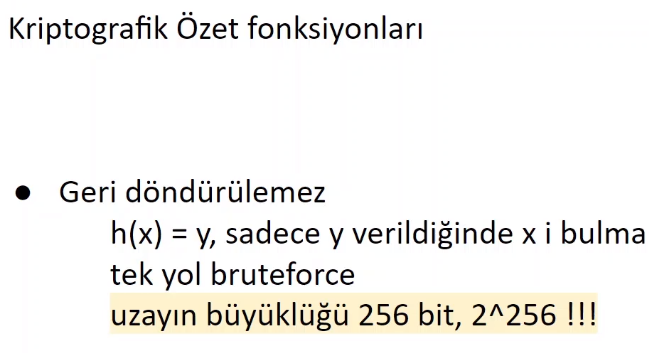 Kriptografik Özet fonksiyonları
● Geri döndürülemez
h(x) = y, sadece y verildiğinde x i bulma
tek yol bruteforce
uzayın büyüklüğü 256 bit, 2^256 !!!